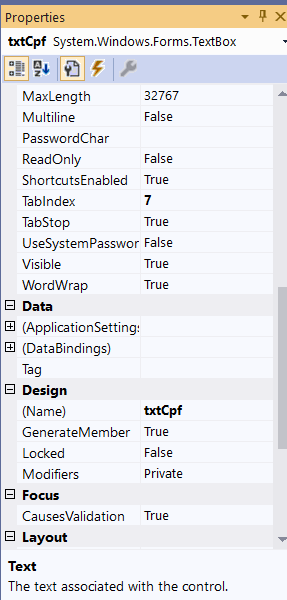 Properties
txtCpf System.Windows.Forms.TextBox
MaxLength 32767
Multiline False
PasswordChar
ReadOnly False
ShortcutsEnabled True
TabIndex 7
TabStop True
UseSystemPasswor False
Visible True
WordWrap True
Data
(ApplicationSettings
(DataBindings)
Tag
Design
(Name) txtCpf
GenerateMember True
Locked False
Modifiers Private
Focus
CausesValidation True
Layout
Text
The text associated with the control.